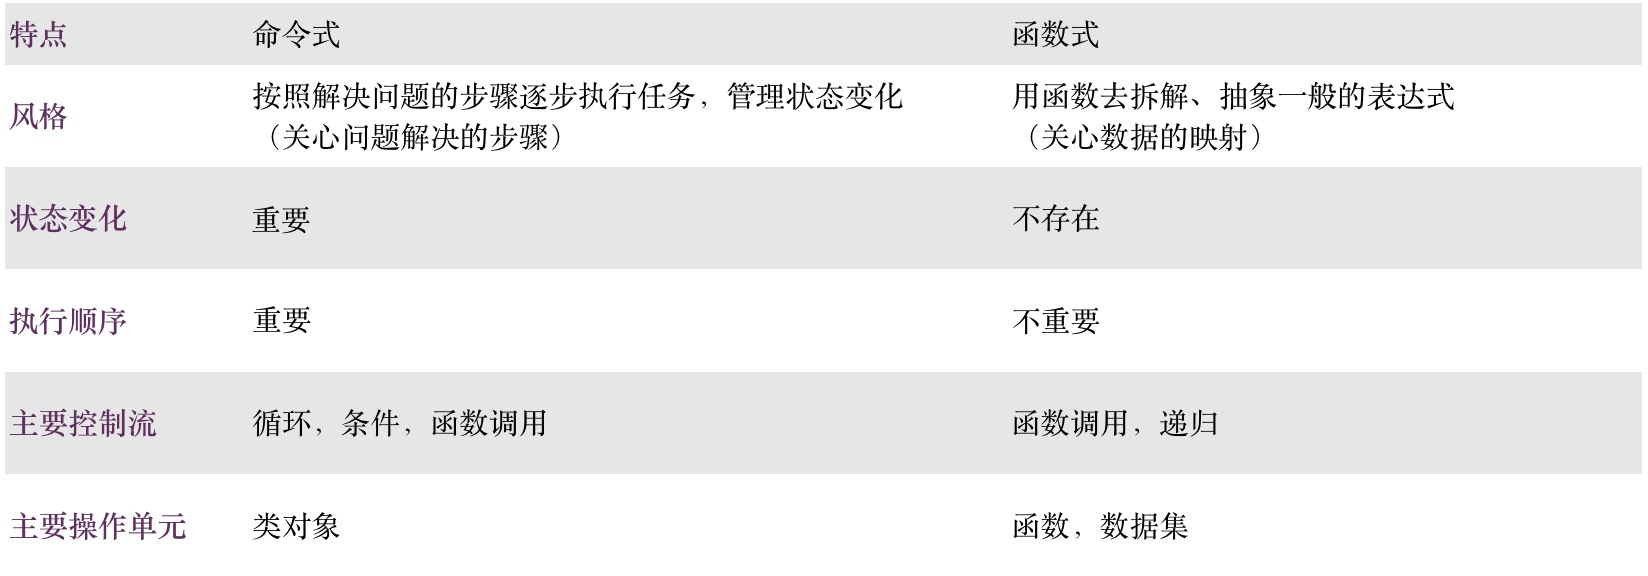 特点 命令式 函数式
风格 按照解决问题的步骤逐步执行任务，管理状态变化 用函数去拆解、抽象一般的表达式
（关心问题解决的步骤） （关心数据的映射）
状态变化 重要 不存在
执行顺序 重要 不重要
主要控制流 循环，条件，函数调用 函数调用，递归
主要操作单元 类对象 函数，数据集